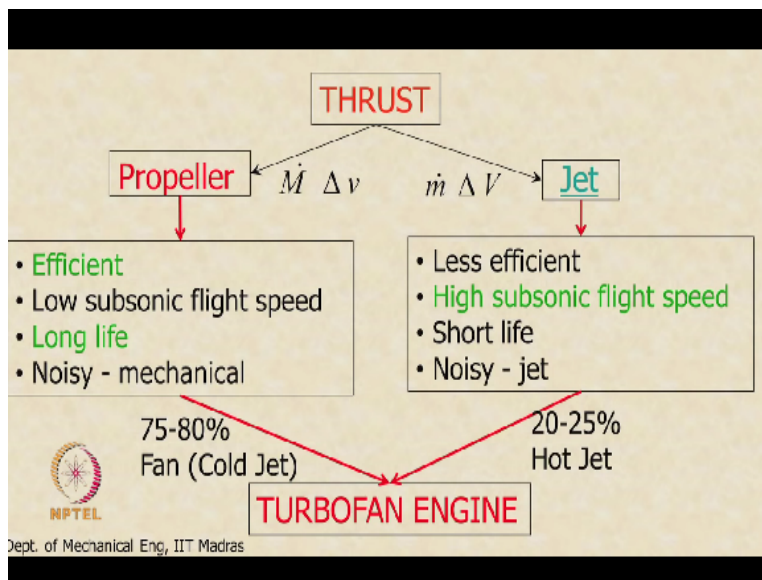 THRUST
Propeller
Ṁ Δ v
ṁ Δ V
Jet
• Efficient
• Low subsonic flight speed
• Long life
• Noisy - mechanical
• Less efficient
• High subsonic flight speed
• Short life
• Noisy - jet
75-80%
Fan (Cold Jet)
20-25%
Hot Jet
TURBOFAN ENGINE
NPTEL
Dept. of Mechanical Eng, IIT Madras